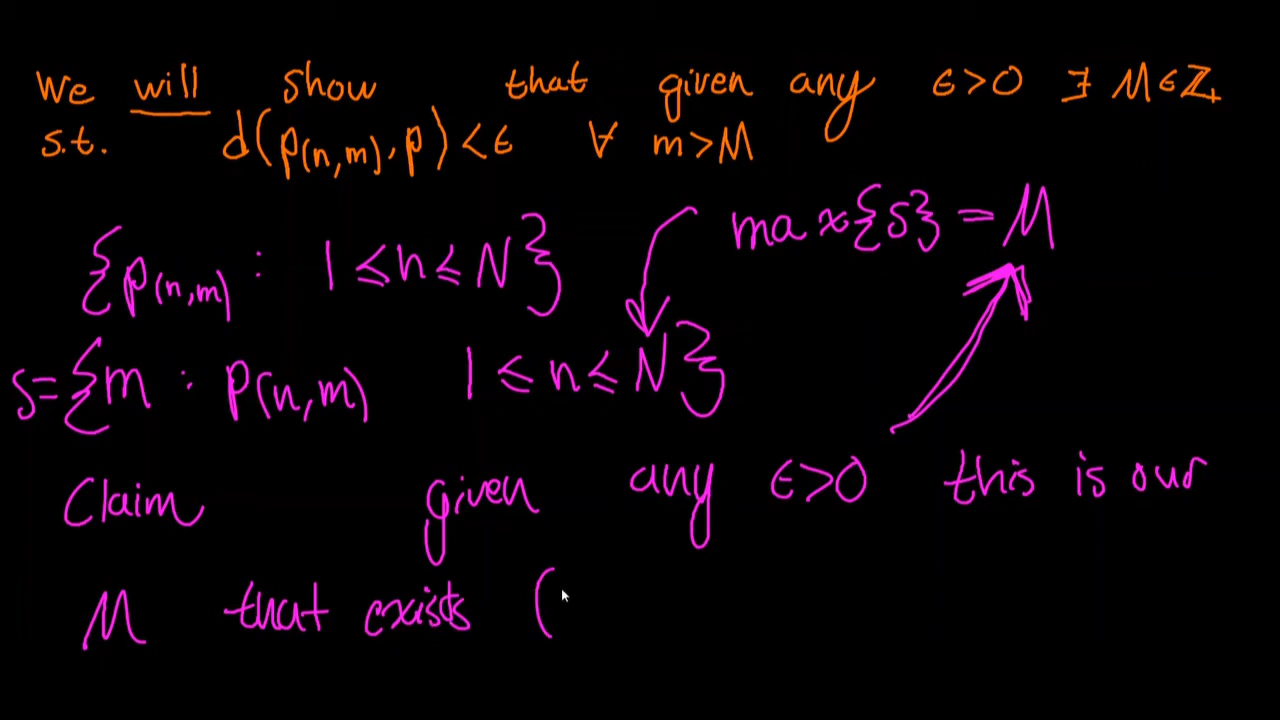 We will show that given any ϵ>0 ∃ M∈ℤ₊
s.t. d(p(n,m), p)<ϵ ∀ m>M
max{S} = M
{p(n,m) : 1≤n≤N}
S={m : p(n,m) 1≤n≤N}
Claim given any ϵ>0 this is our
M that exists (